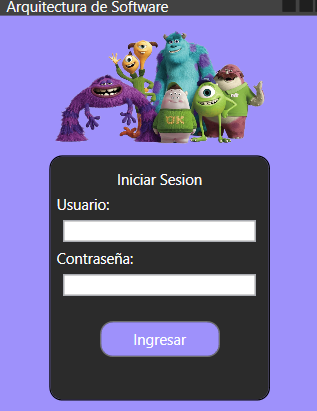 Arquitectura de Software
Iniciar Sesion
Usuario:
Contraseña:
Ingresar